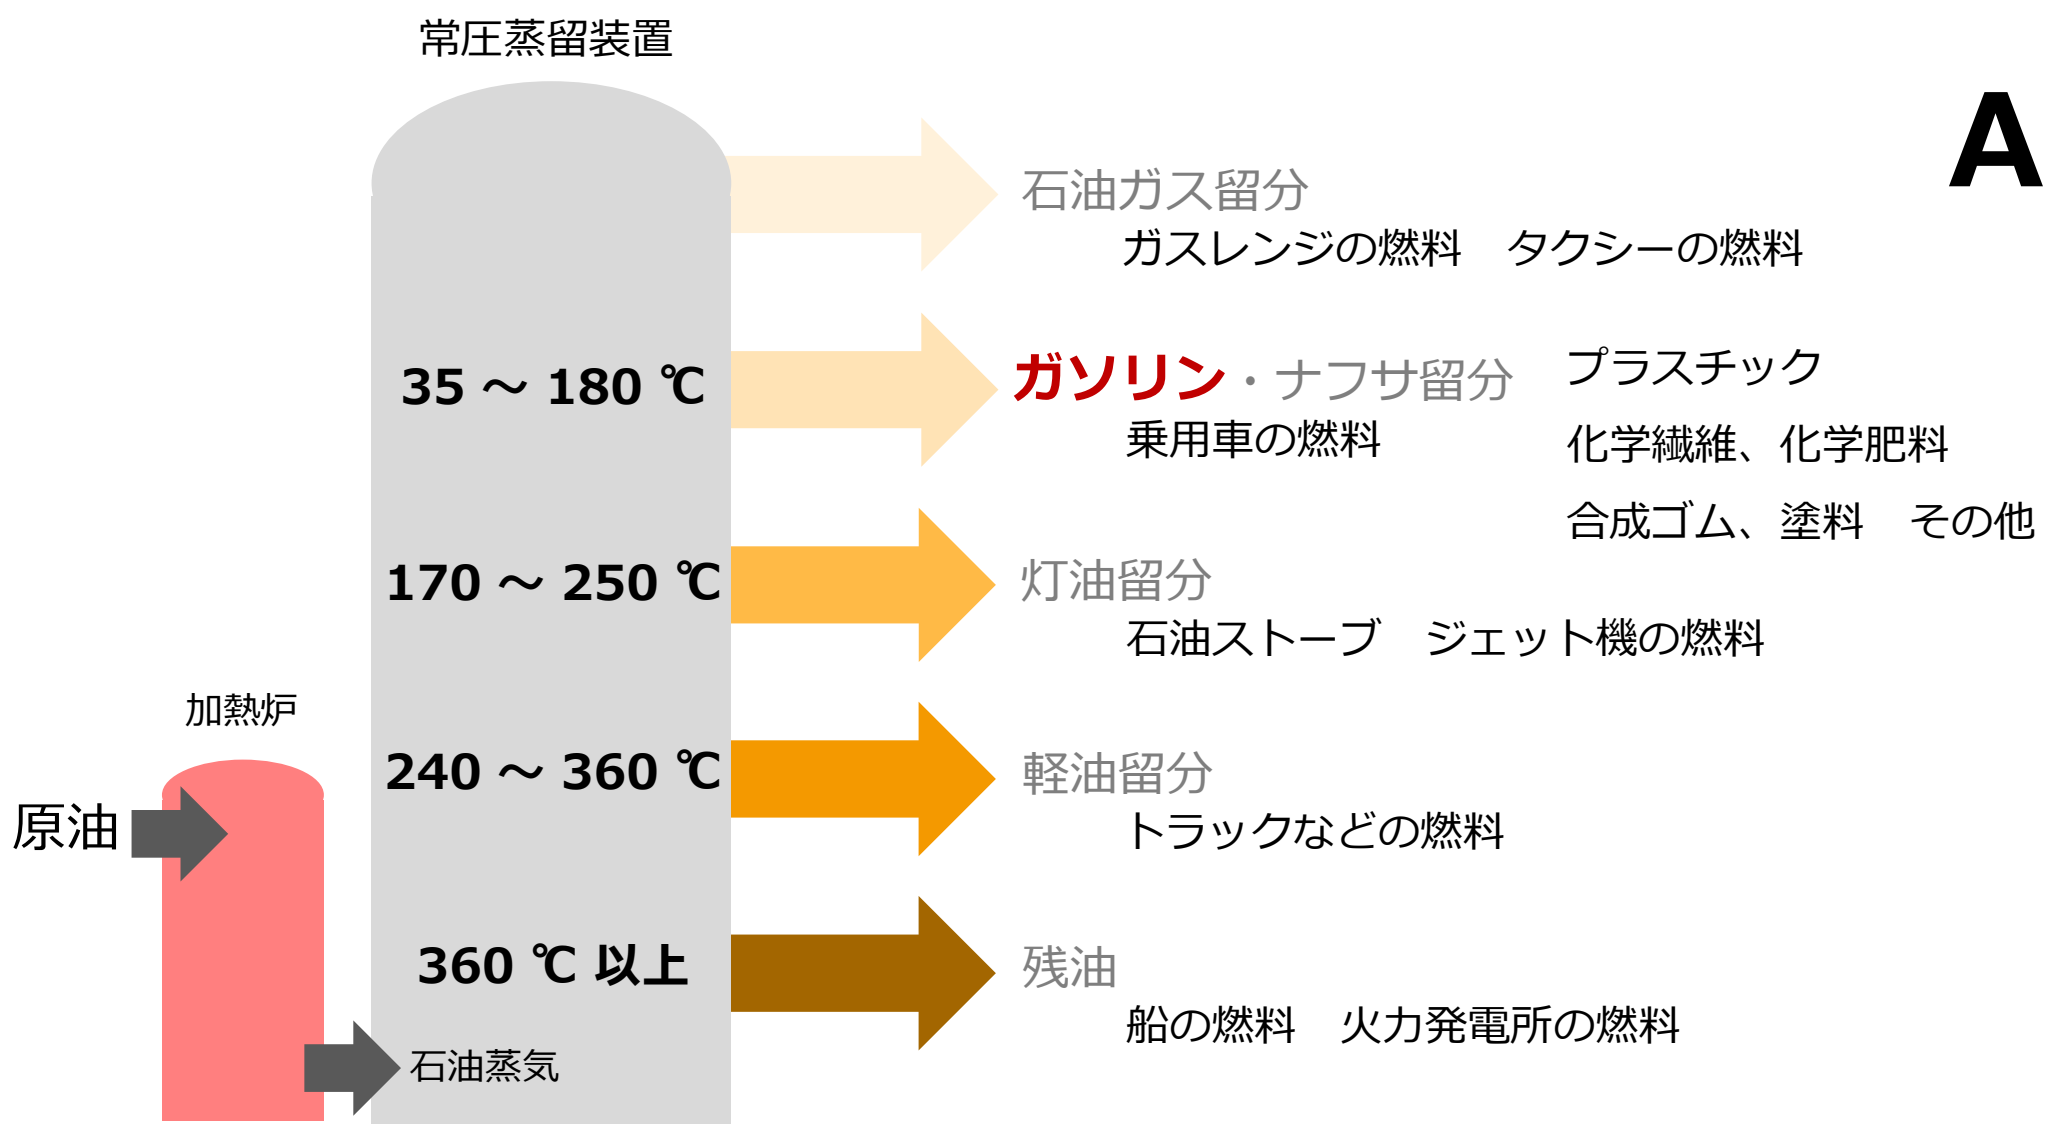 常圧蒸留装置
A
石油ガス留分
ガスレンジの燃料　タクシーの燃料
35 ～ 180 ℃
ガソリン・ナフサ留分
乗用車の燃料
プラスチック
化学繊維、化学肥料
合成ゴム、塗料　その他
170 ～ 250 ℃
灯油留分
石油ストーブ　ジェット機の燃料
加熱炉
原油
240 ～ 360 ℃
軽油留分
トラックなどの燃料
360 ℃ 以上
残油
船の燃料　火力発電所の燃料
石油蒸気